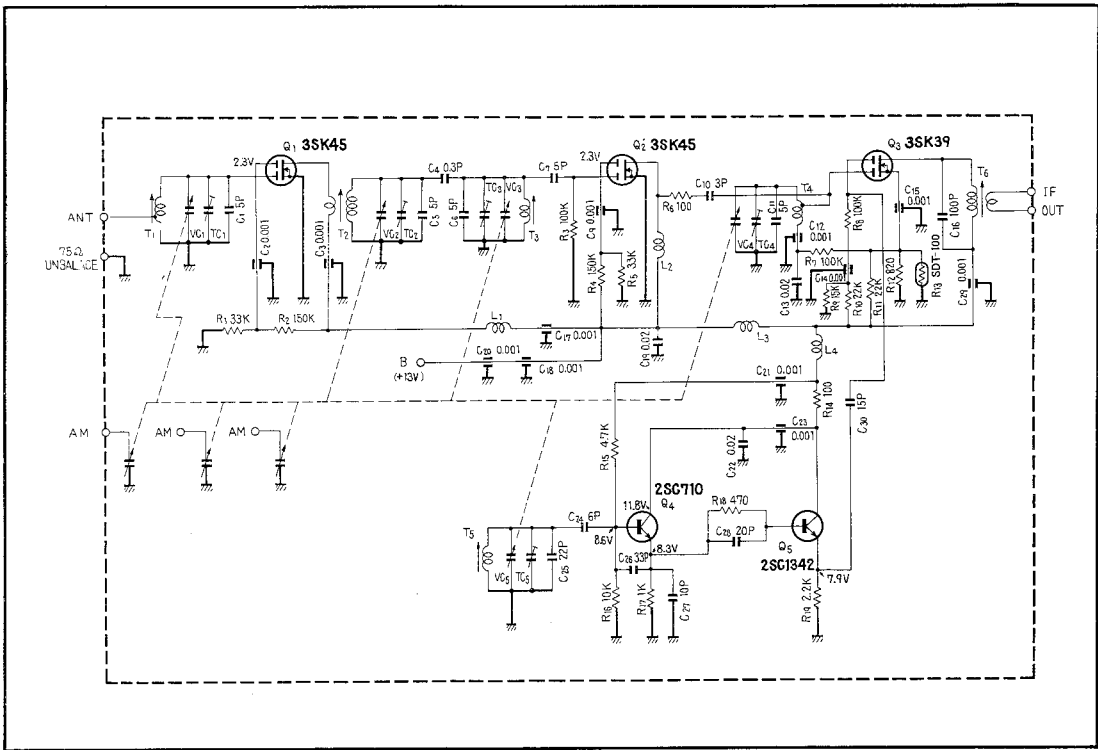 Q1 3SK45
2.3V
ANT
75Ω
UNBALANCE
T1
VC1
TC1
C1 5P
C2 0.001
C3 0.001
R1 33K
R2 150K
T2
VC2
TC2
C5 5P
C4 0.3P
C6 5P
TC3
VC3
T3
C7 5P
Q2 3SK45
2.3V
R3 100K
C9 0.001
R4 150K
R5 33K
L2
R6 100
C10 3P
VC4
TC4
C11 5P
T4
C12
0.001
C13 0.02
R7 100K
C14 0.001
R9 15K
R10 22K
R8 100K
R11 22K
Q3 3SK39
C15
0.001
R12 820
R13 SDT-100
C16 100P
T6
C29 0.001
IF
OUT
L1
C17 0.001
L3
C19 0.02
L4
B
(+13V)
C20 0.001
C18 0.001
C21 0.001
R14 100
C23
0.001
C22 0.02
C30 15P
AM
AM
AM
R15 4.7K
2SC710
11.8V
Q4
8.6V
8.3V
T5
VC5
TC5
C25 22P
C24 6P
C26 33P
R16 10K
R17 1K
C27 10P
R18 470
C28 20P
Q5
2SC1342
7.9V
R19 2.2K